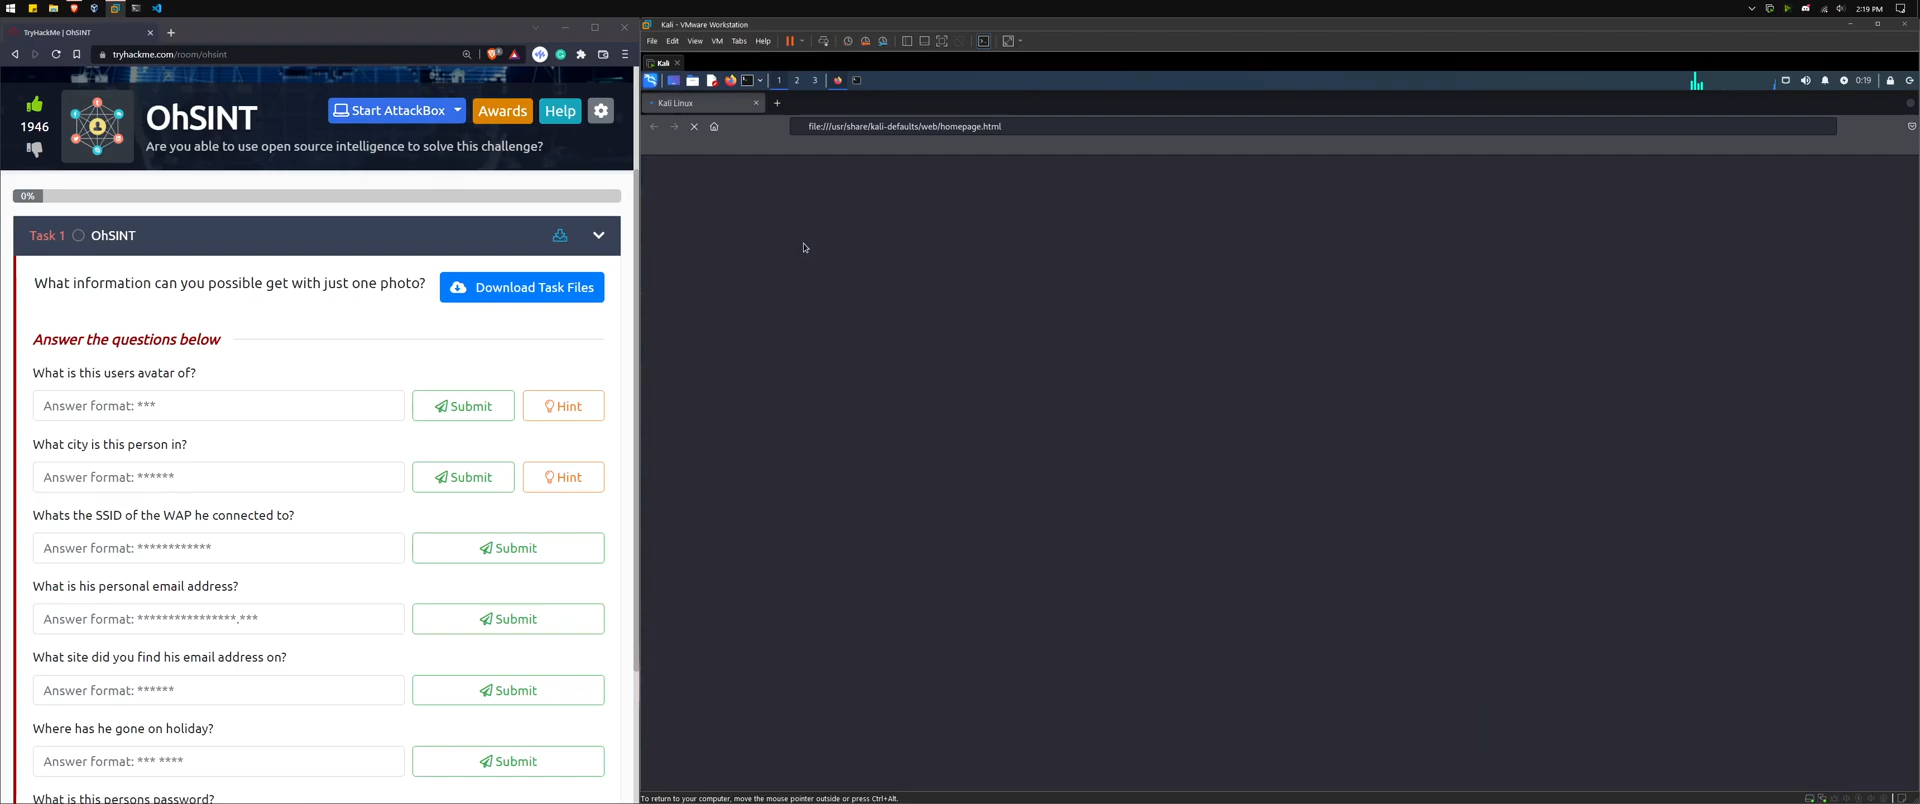 2:19 PM
TryHackMe | OhSINT
tryhackme.com/room/ohsint
1946
OhSINT
Start AttackBox
Awards
Help
Are you able to use open source intelligence to solve this challenge?
0%
Task 1
OhSINT
What information can you possible get with just one photo?
Download Task Files
Answer the questions below
What is this users avatar of?
Answer format: ***
Submit
Hint
What city is this person in?
Answer format: ******
Submit
Hint
Whats the SSID of the WAP he connected to?
Answer format: ************
Submit
What is his personal email address?
Answer format: ****************.***
Submit
What site did you find his email address on?
Answer format: ******
Submit
Where has he gone on holiday?
Answer format: *** ****
Submit
What is this persons password?
Kali - VMware Workstation
File Edit View VM Tabs Help
Kali
1 2 3
0:19
Kali Linux
file:///usr/share/kali-defaults/web/homepage.html
To return to your computer, move the mouse pointer outside or press Ctrl+Alt.